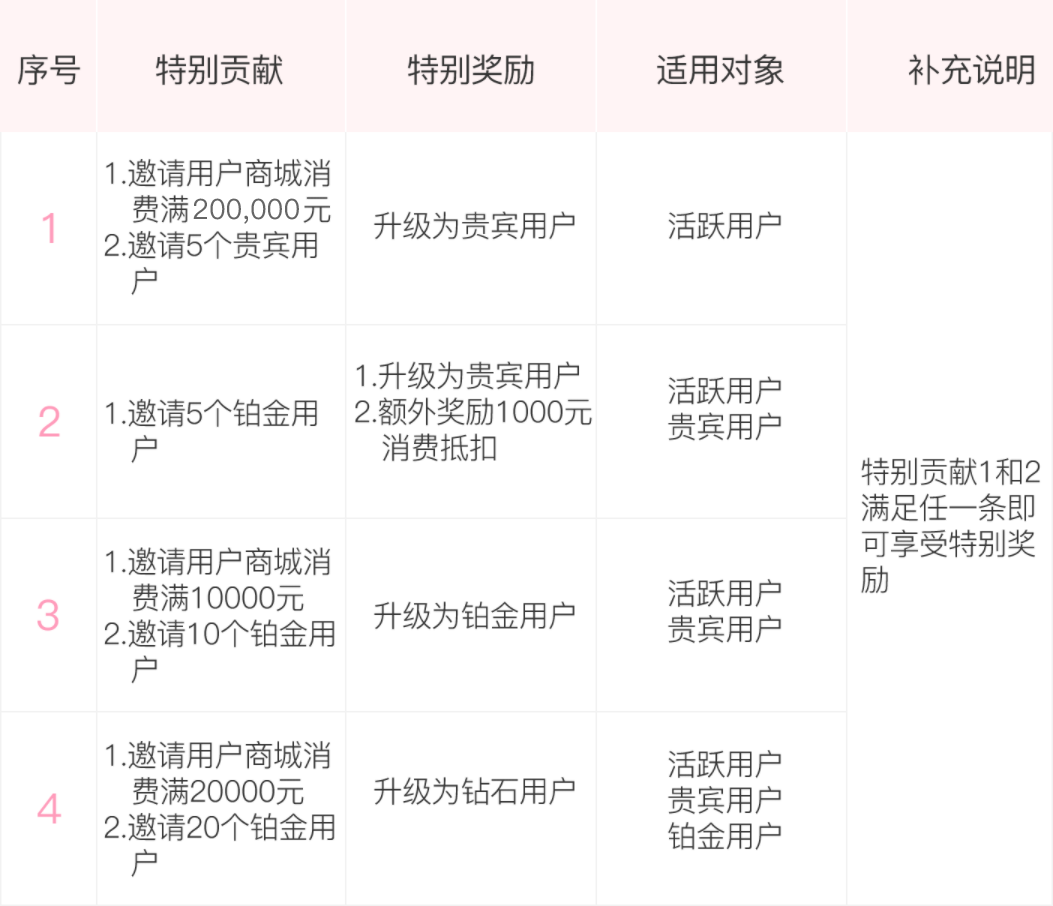 序号
特别贡献
特别奖励
适用对象
补充说明
1
1.邀请用户商城消
费满200,000元
2.邀请5个贵宾用
户
升级为贵宾用户
活跃用户
2
1.邀请5个铂金用
户
1.升级为贵宾用户
2.额外奖励1000元
消费抵扣
活跃用户
贵宾用户
3
1.邀请用户商城消
费满10000元
2.邀请10个铂金用
户
升级为铂金用户
活跃用户
贵宾用户
4
1.邀请用户商城消
费满20000元
2.邀请20个铂金用
户
升级为钻石用户
活跃用户
贵宾用户
铂金用户
特别贡献1和2
满足任一条即
可享受特别奖
励